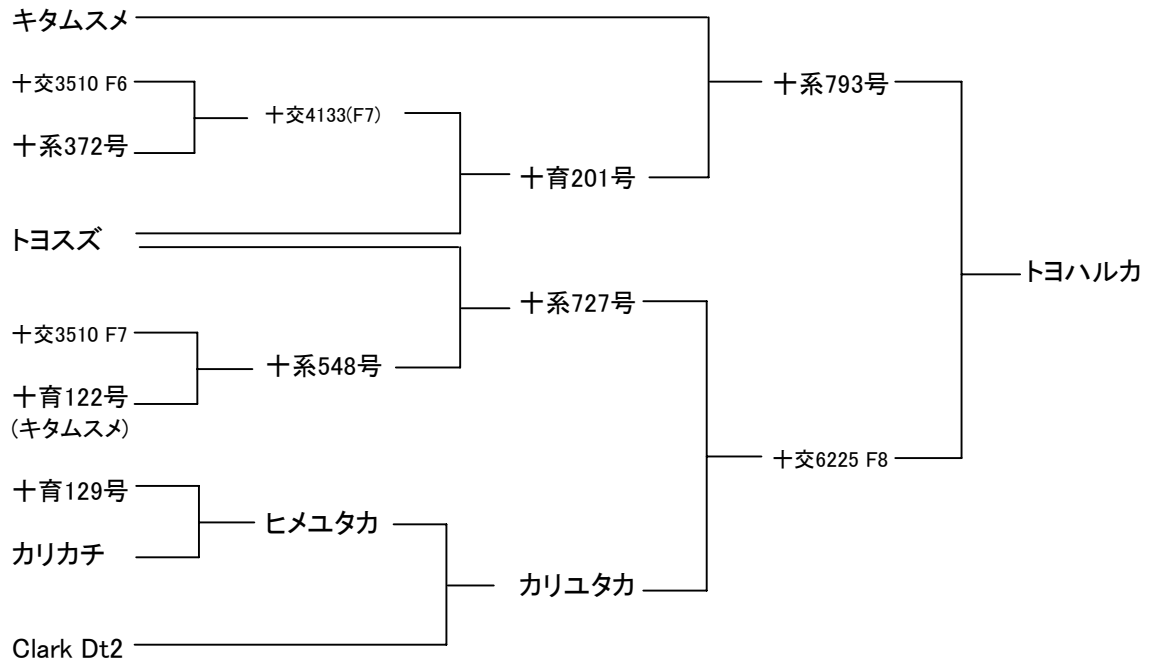 キタムスメ
十系793号
十交3510 F6
十交4133(F7)
十系372号
十育201号
トヨスズ
トヨハルカ
十系727号
十交3510 F7
十系548号
十育122号
(キタムスメ)
十交6225 F8
十育129号
ヒメユタカ
カリカチ
カリユタカ
Clark Dt2